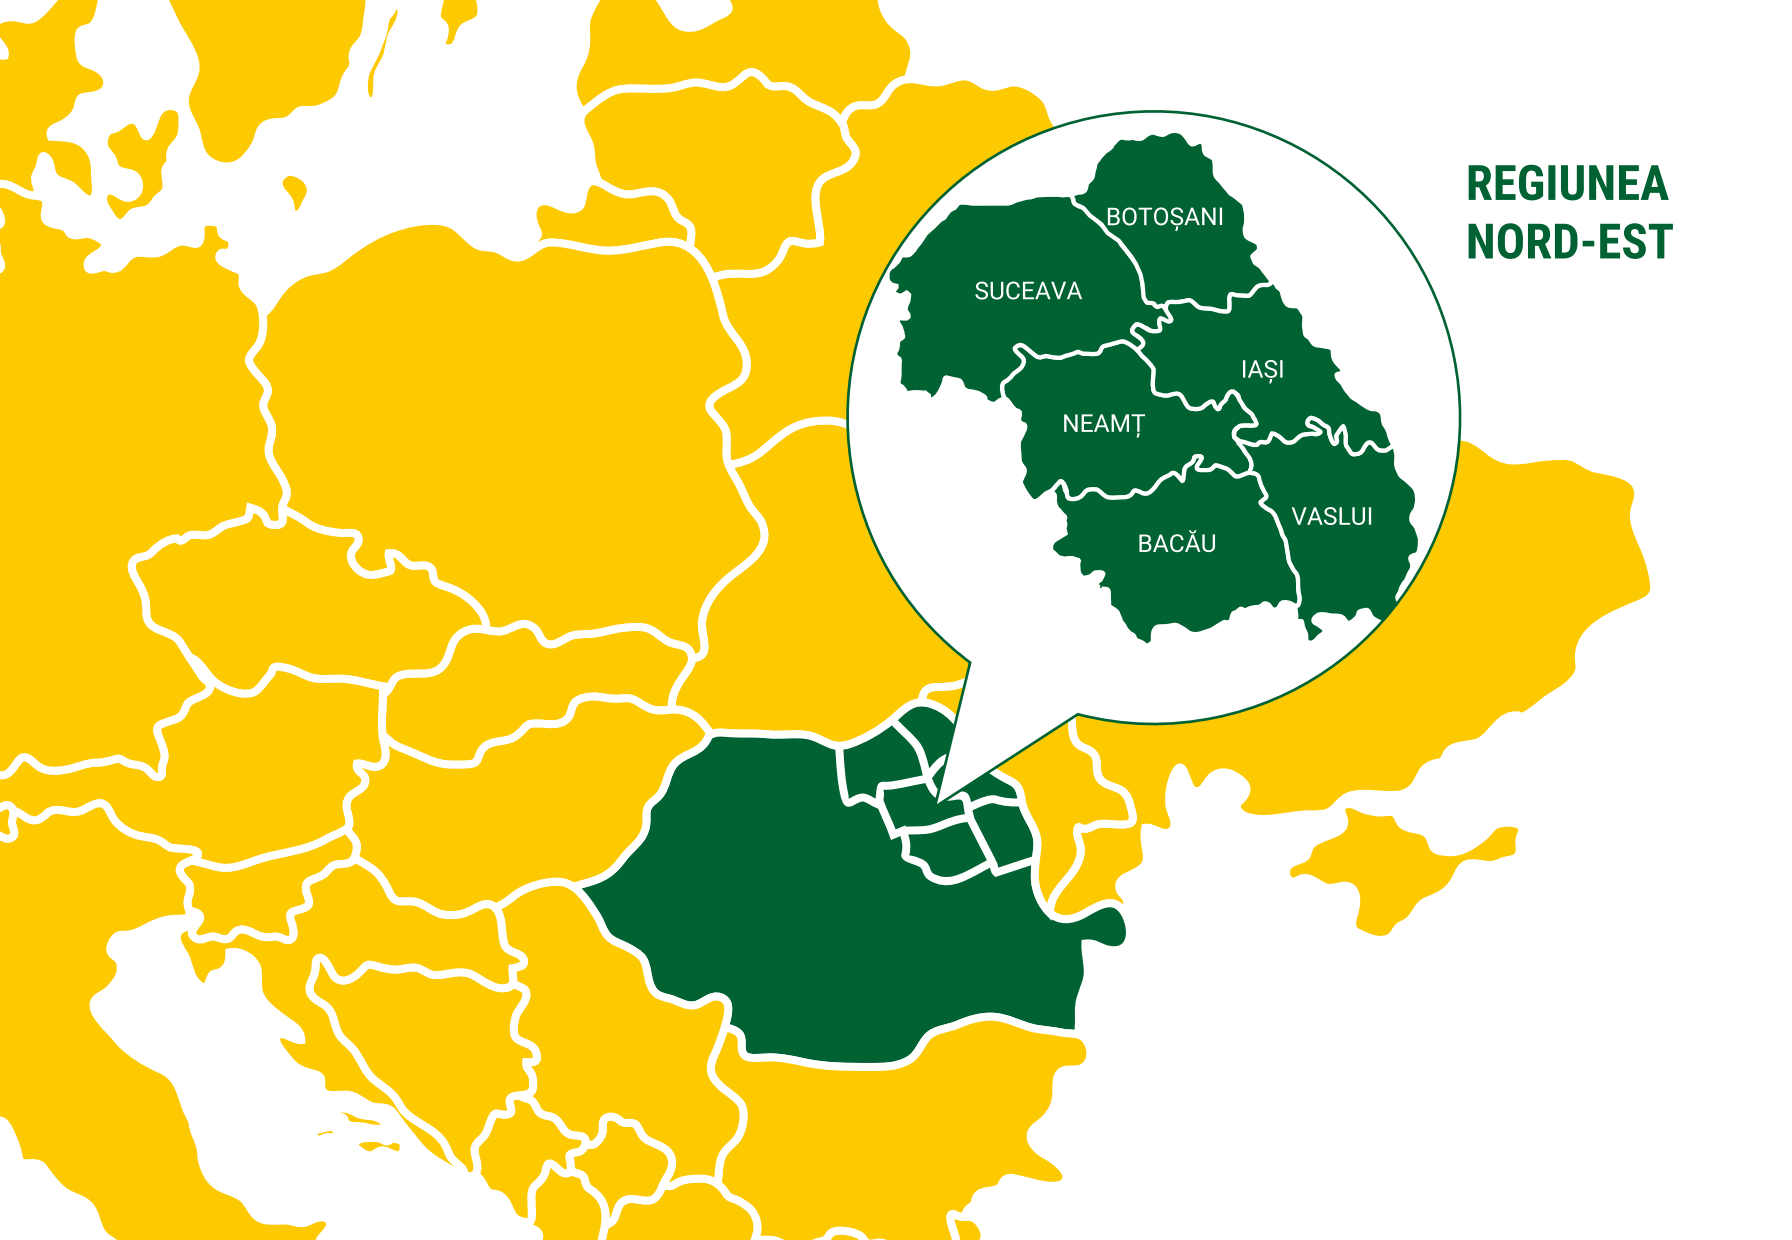 REGIUNEA
NORD-EST
BOTOȘANI
SUCEAVA
IAȘI
NEAMȚ
VASLUI
BACĂU